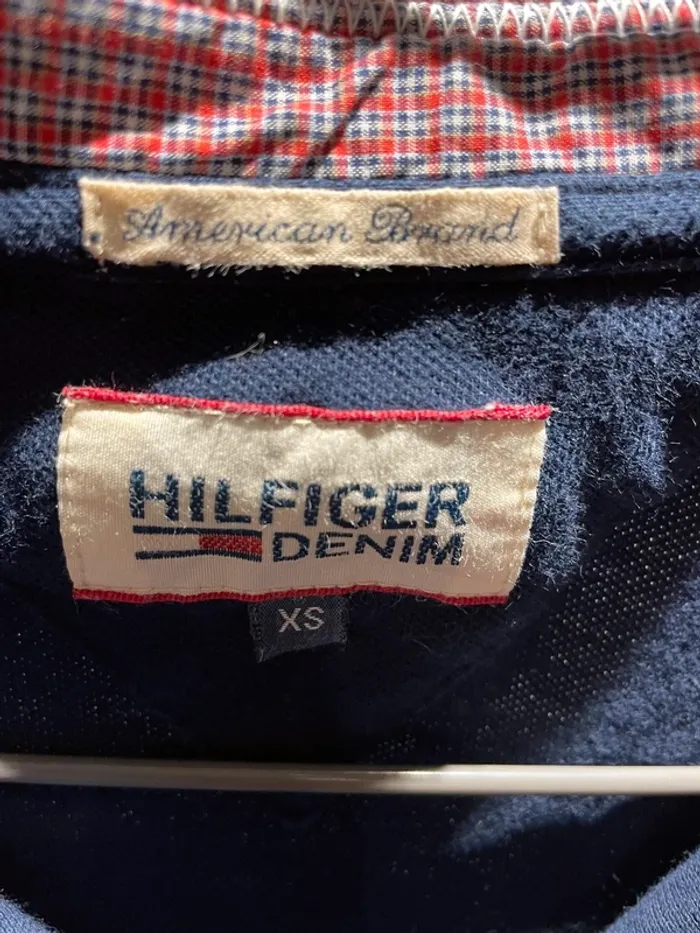 American Brand
HILFIGER
DENIM
XS